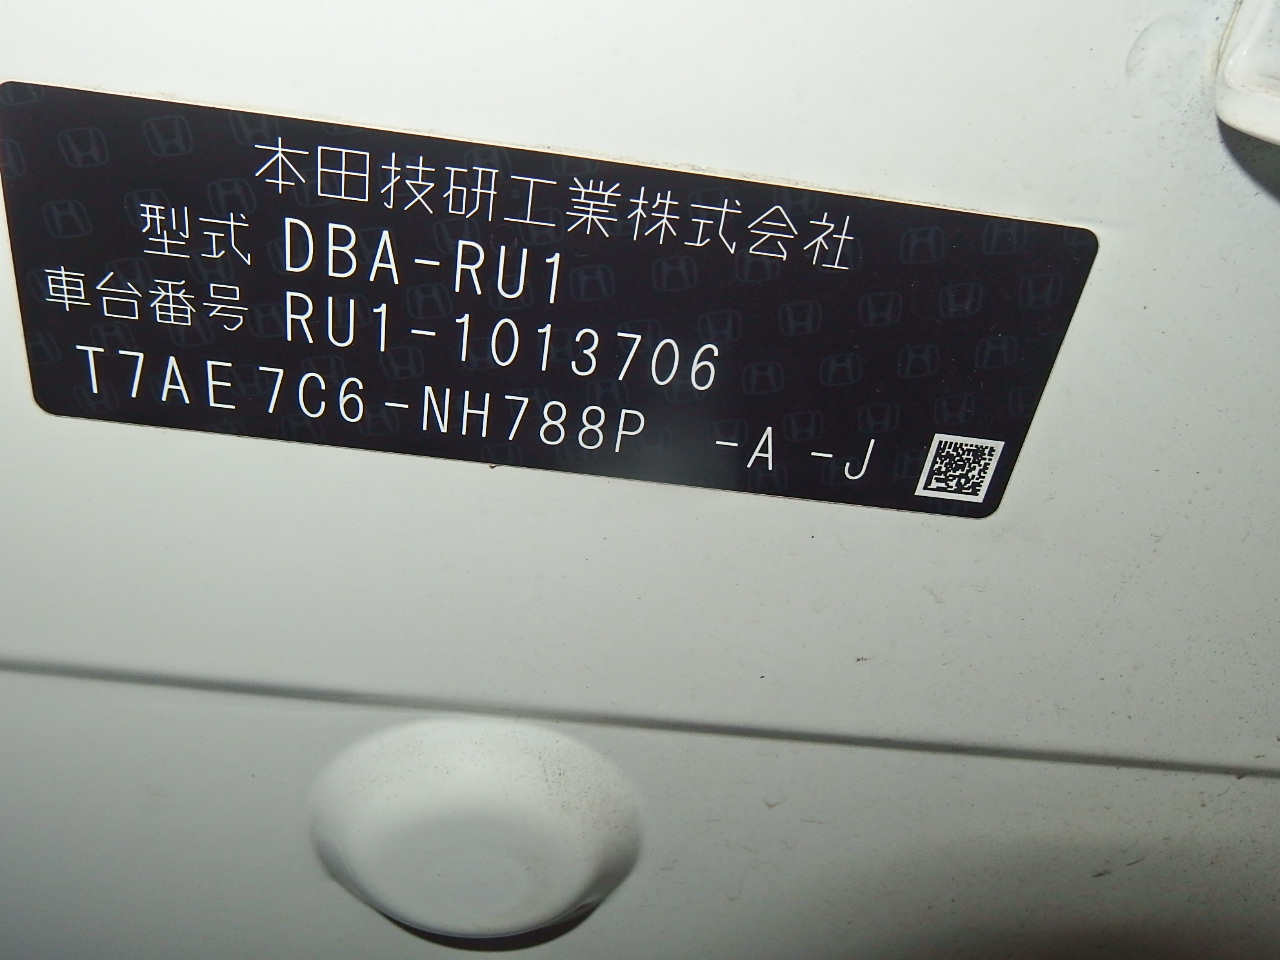 本田技研工業株式会社
型式 DBA-RU1
車台番号 RU1-1013706
T7AE7C6-NH788P -A -J